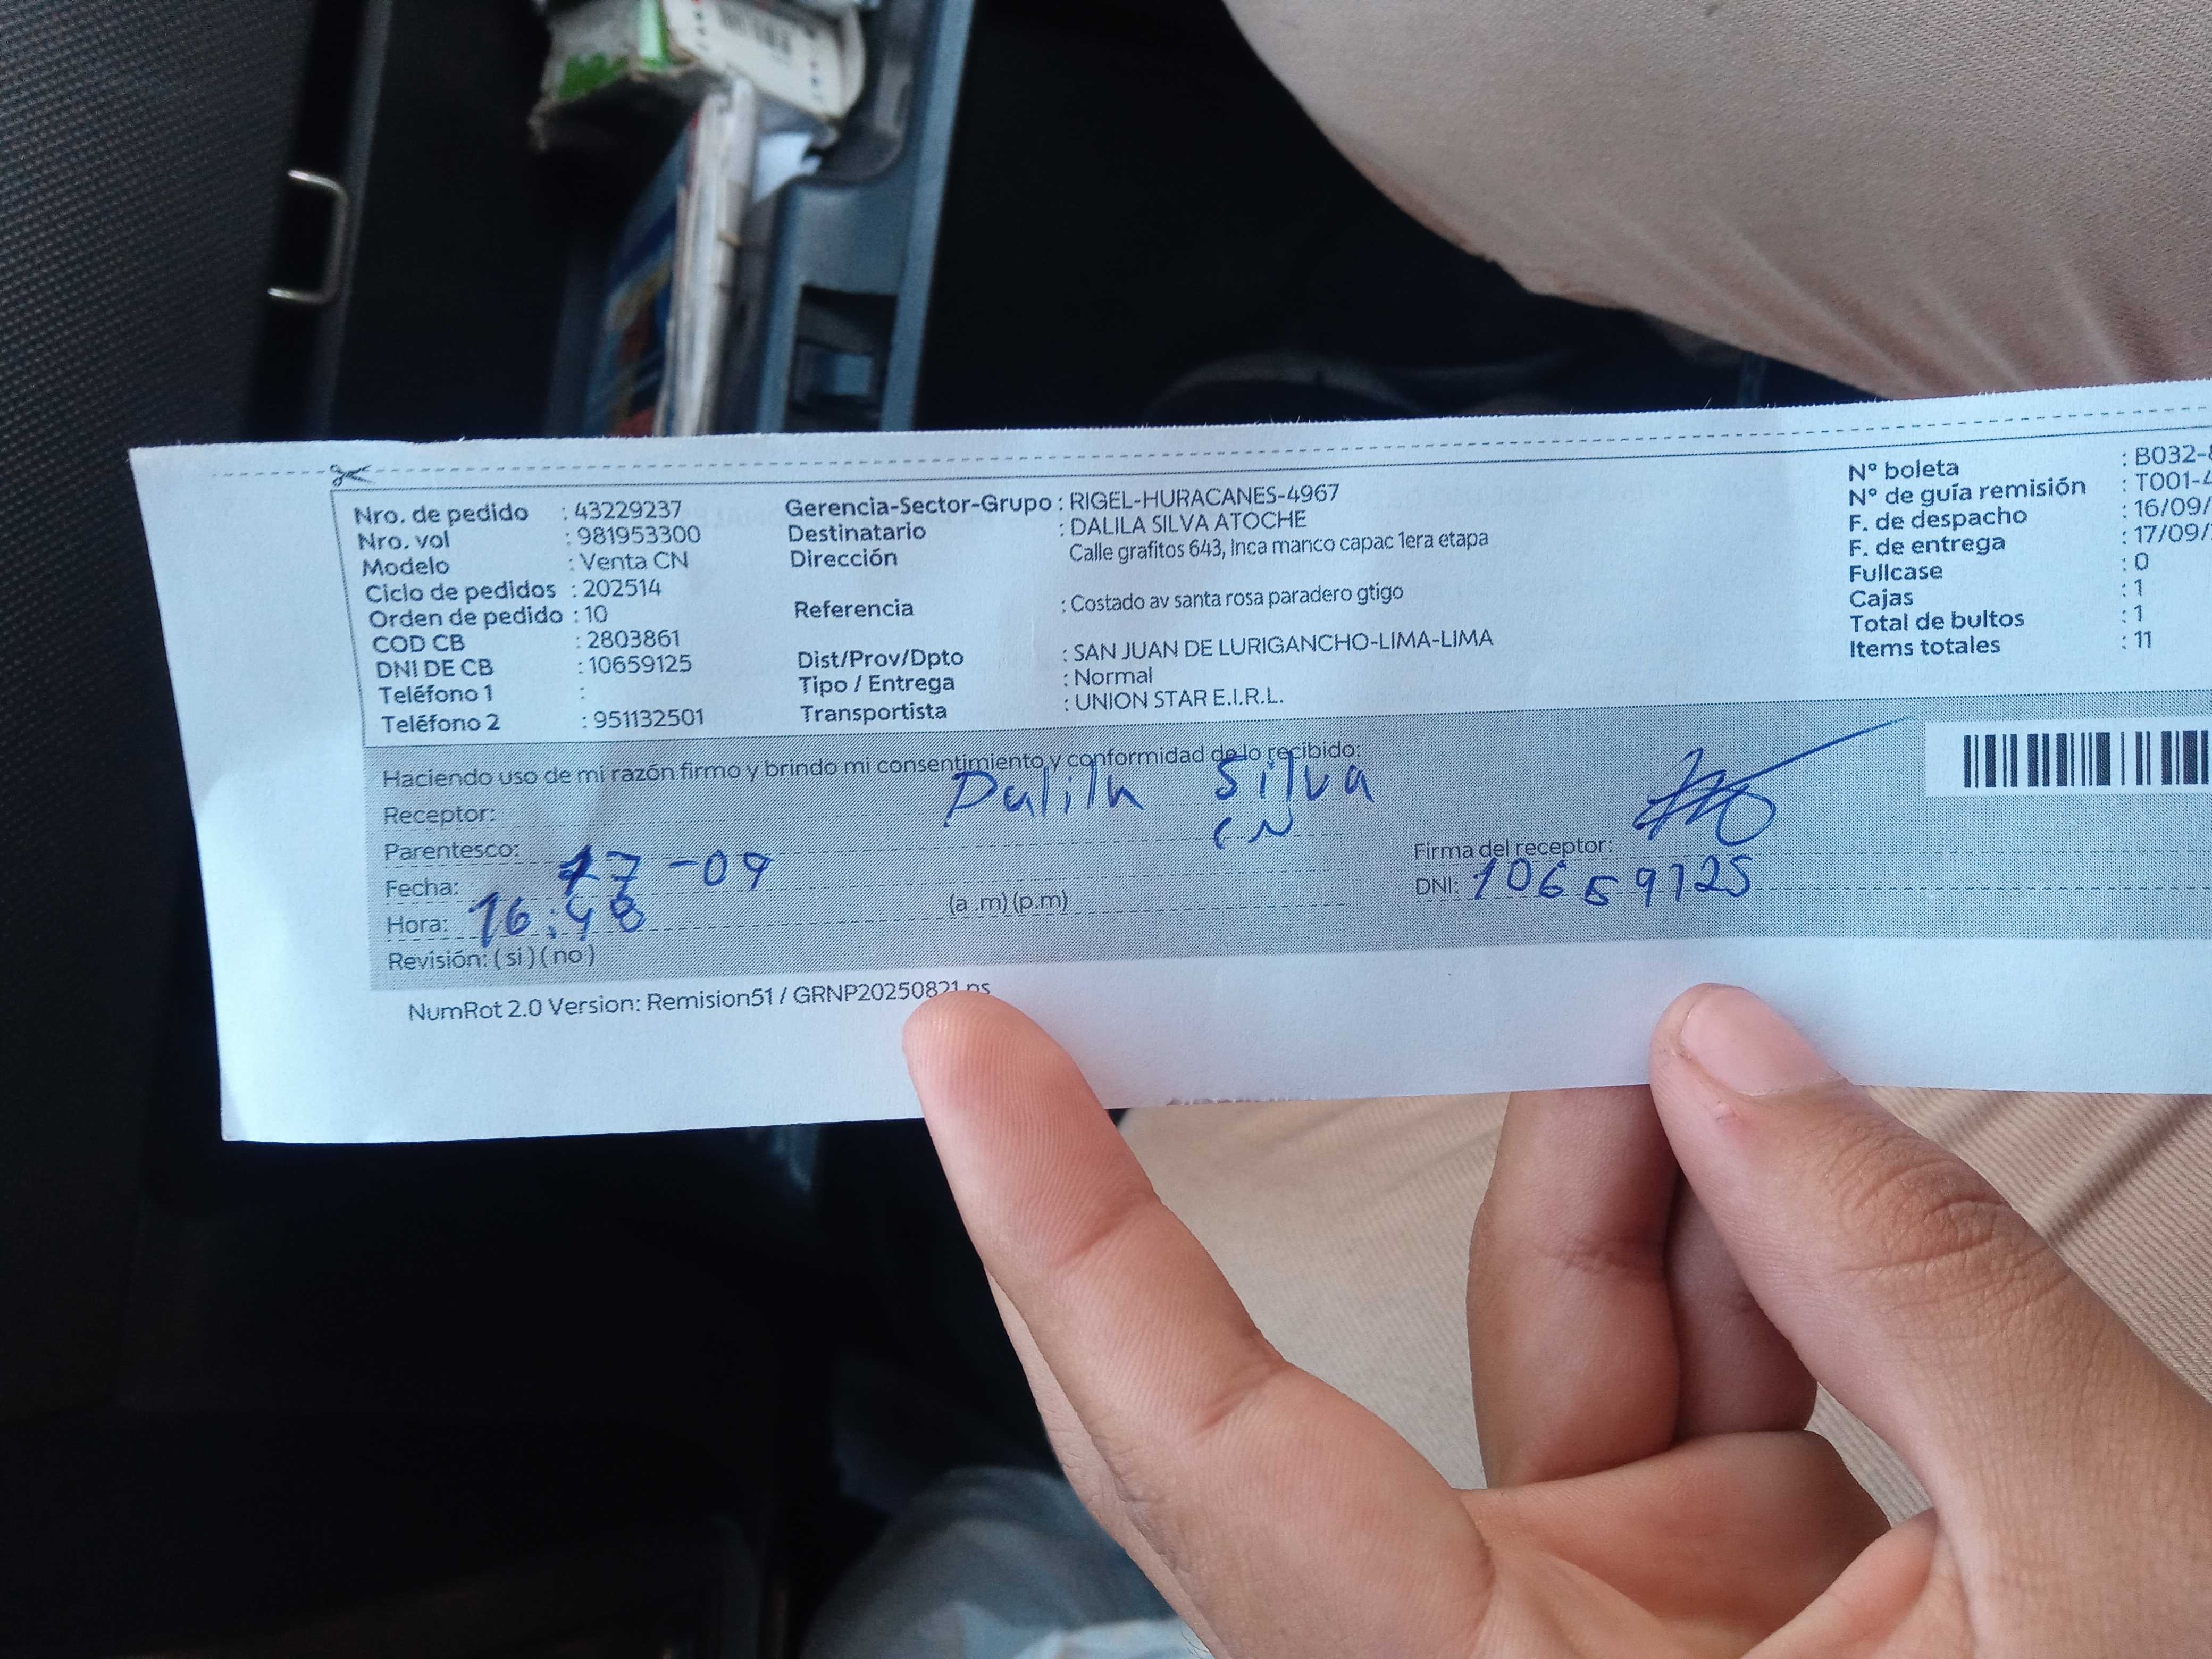 Nro. de pedido : 43229237
Nro. vol : 981953300
Modelo : Venta CN
Ciclo de pedidos : 202514
Orden de pedido : 10
COD CB : 2803861
DNI DE CB : 10659125
Teléfono 1 :
Teléfono 2 : 951132501
Gerencia-Sector-Grupo : RIGEL-HURACANES-4967
Destinatario : DALILA SILVA ATOCHE
Dirección Calle grafitos 643, Inca manco capac 1era etapa
Referencia : Costado av santa rosa paradero gtigo
Dist/Prov/Dpto : SAN JUAN DE LURIGANCHO-LIMA-LIMA
Tipo / Entrega : Normal
Transportista : UNION STAR E.I.R.L.
N° boleta : B032-
N° de guía remisión : T001-4
F. de despacho : 16/09/
F. de entrega : 17/09/
Fullcase : 0
Cajas : 1
Total de bultos : 1
Items totales : 11
Haciendo uso de mi razón firmo y brindo mi consentimiento y conformidad de lo recibido:
Receptor: Dalila Silva
Parentesco: CN
Fecha: 17-09
Hora: 16:48 (a .m) (p.m)
Revisión: ( si ) ( no )
Firma del receptor:
DNI: 10659125
NumRot 2.0 Version: Remision51 / GRNP20250821.ps